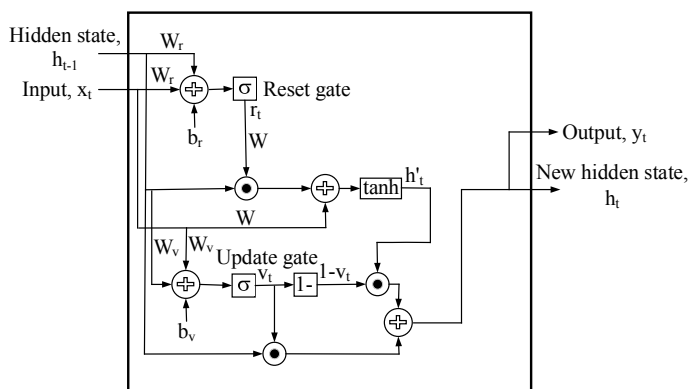 Hidden state,
h_{t-1}
W_r
W_r
Input, x_t
σ
Reset gate
r_t
b_r
W
Output, y_t
New hidden state,
h_t
tanh
h'_t
W
W_v
W_v
Update gate
v_t
1-v_t
σ
1-
b_v